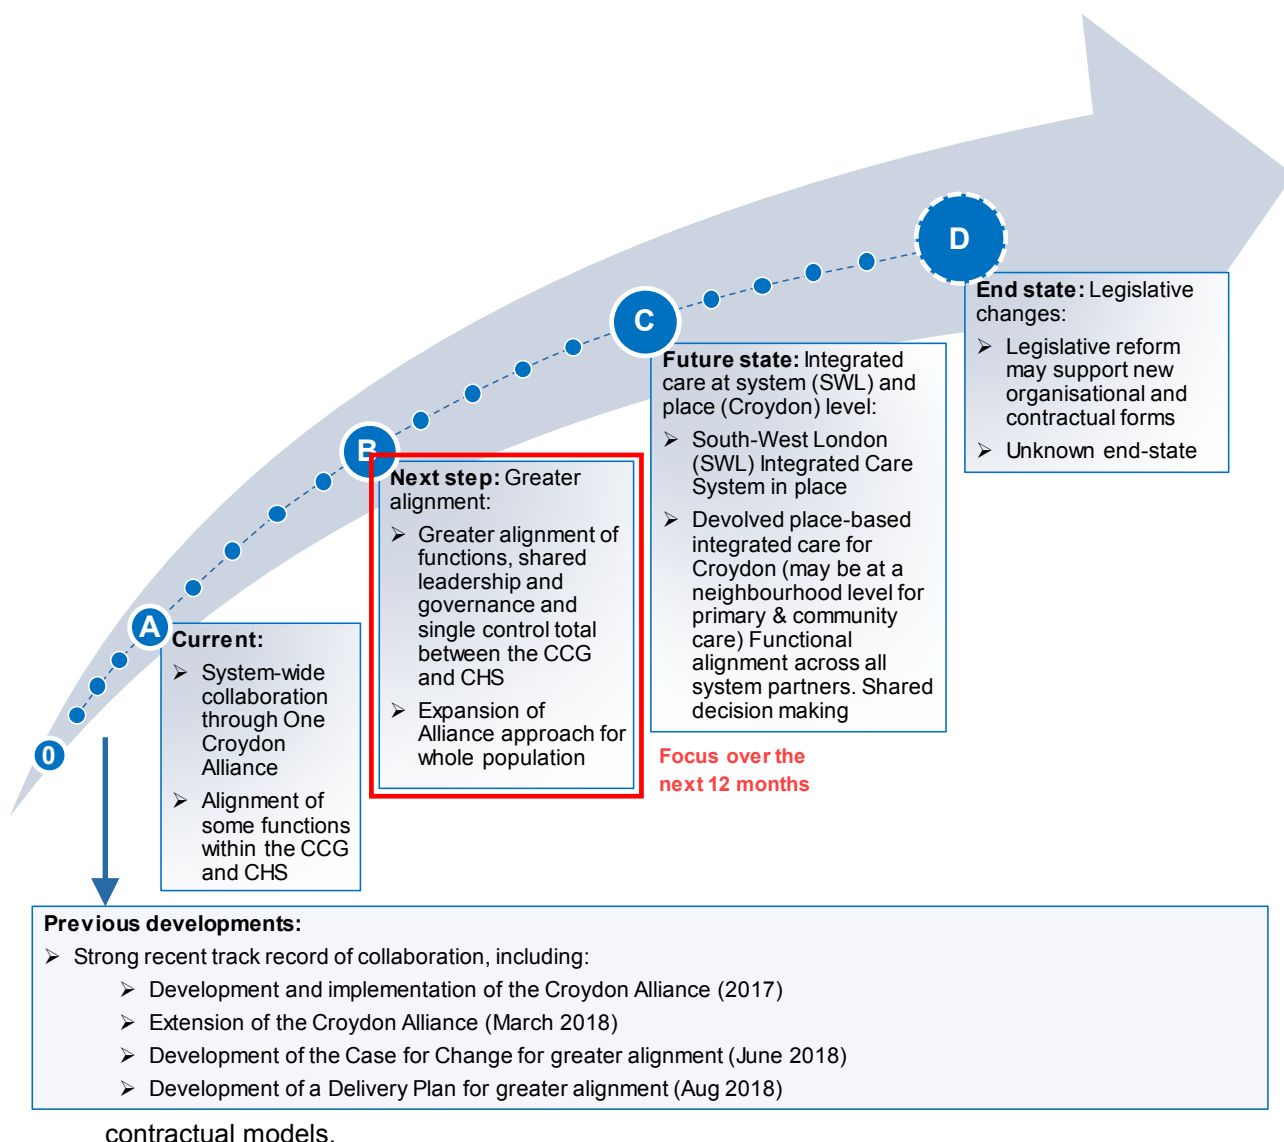 D
End state: Legislative
changes:
➢ Legislative reform
may support new
organisational and
contractual forms
➢ Unknown end-state
C
Future state: Integrated
care at system (SWL) and
place (Croydon) level:
➢ South-West London
(SWL) Integrated Care
System in place
➢ Devolved place-based
integrated care for
Croydon (may be at a
neighbourhood level for
primary & community
care) Functional
alignment across all
system partners. Shared
decision making
B
Next step: Greater
alignment:
➢ Greater alignment of
functions, shared
leadership and
governance and
single control total
between the CCG
and CHS
➢ Expansion of
Alliance approach for
whole population
Focus over the
next 12 months
A
Current:
➢ System-wide
collaboration
through One
Croydon
Alliance
➢ Alignment of
some functions
within the CCG
and CHS
0
Previous developments:
➢ Strong recent track record of collaboration, including:
➢ Development and implementation of the Croydon Alliance (2017)
➢ Extension of the Croydon Alliance (March 2018)
➢ Development of the Case for Change for greater alignment (June 2018)
➢ Development of a Delivery Plan for greater alignment (Aug 2018)
contractual models.